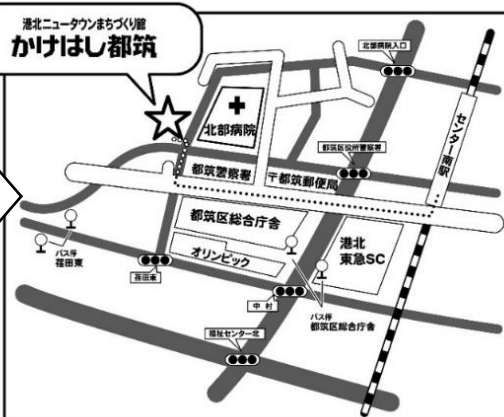 港北ニュータウンまちづくり館
かけはし都筑
北部病院入口
北部病院
センター南駅
都筑区役所警察署
都筑警察署
〒都筑郵便局
都筑区総合庁舎
港北
東急SC
オリンピック
バス停
荏田東
荏田東
中村
バス停
都筑区総合庁舎
福祉センター北